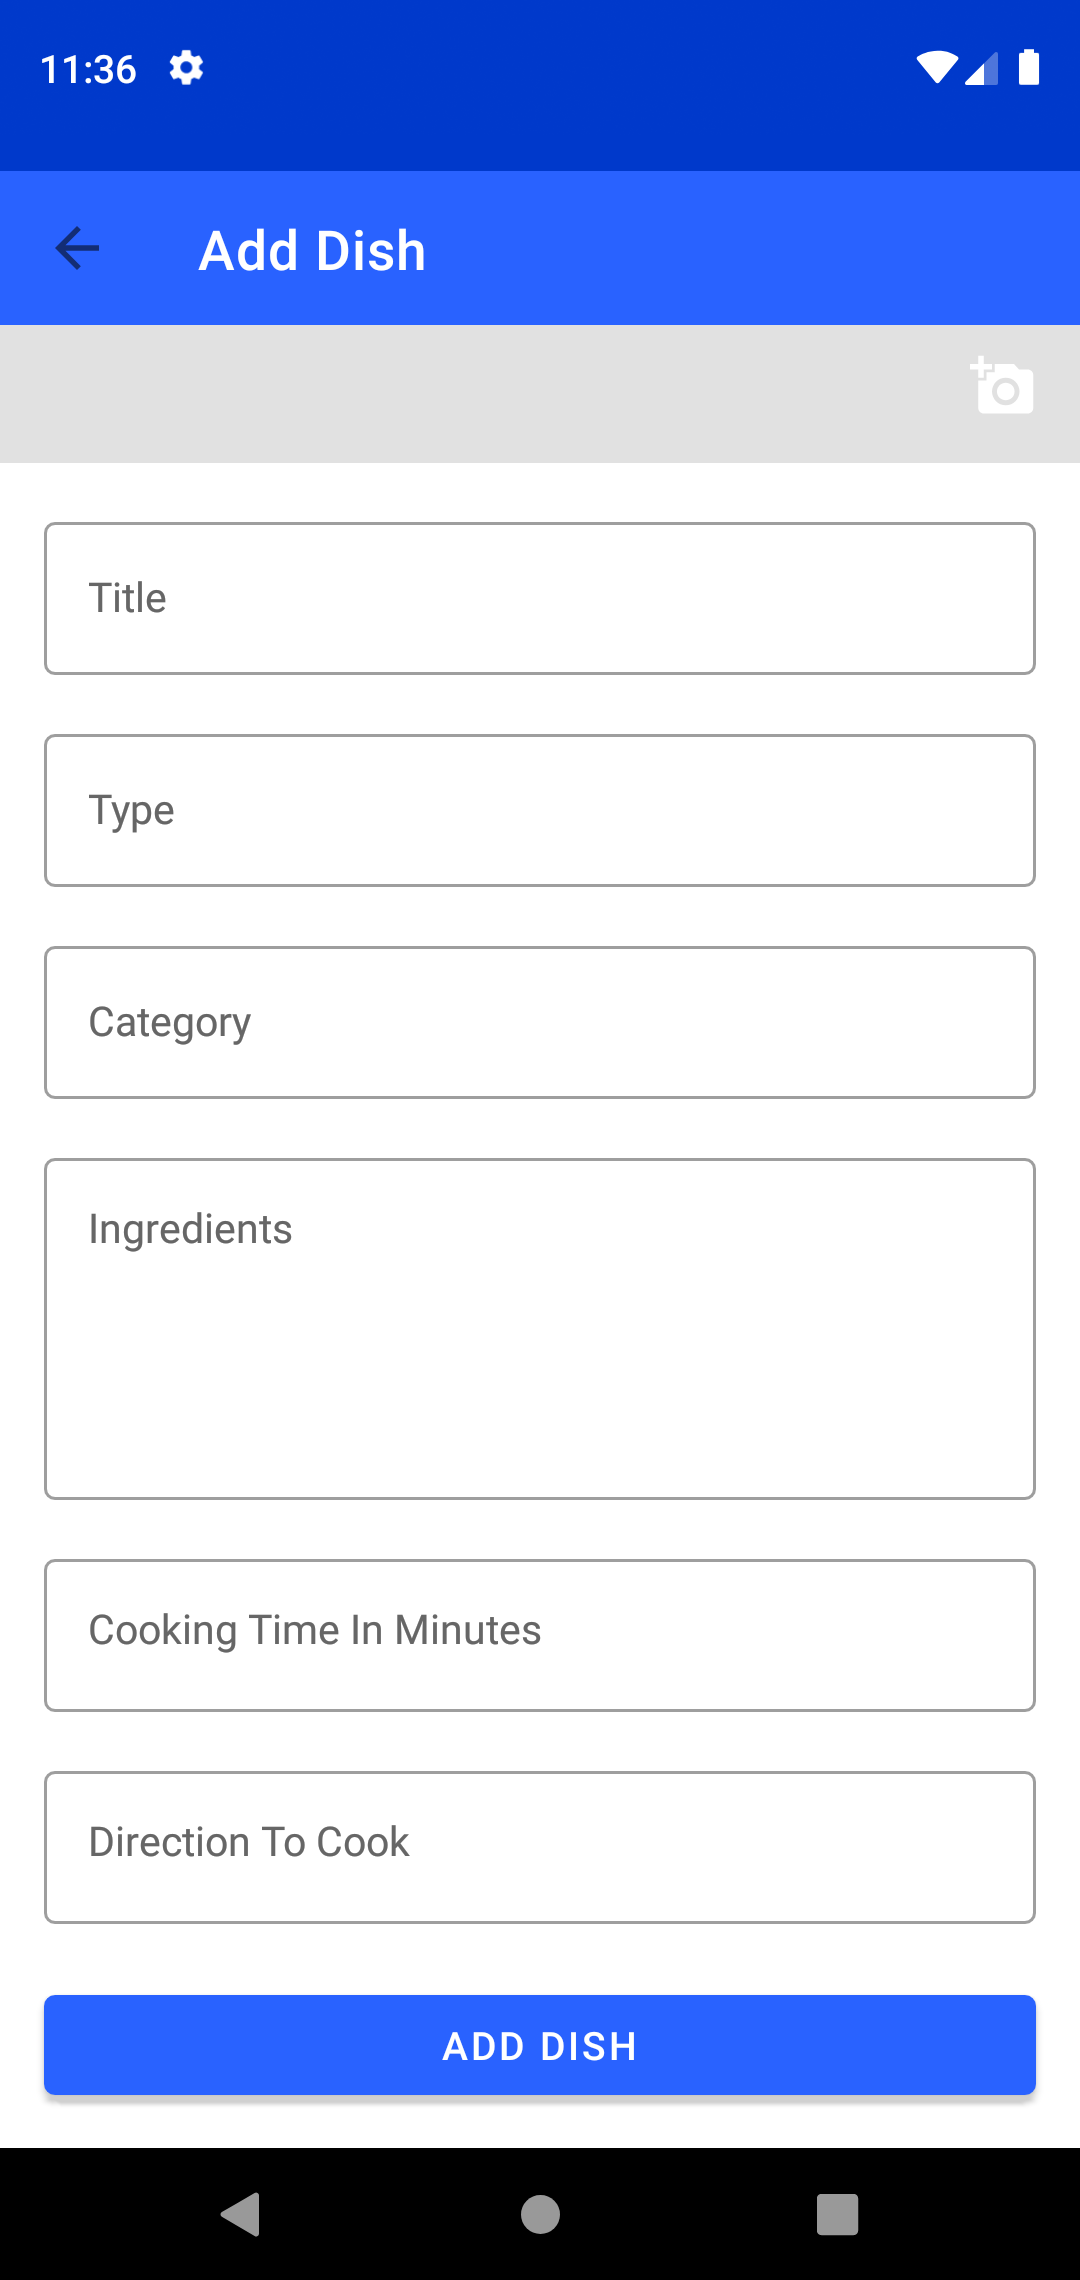 11:36
Add Dish
Title
Type
Category
Ingredients
Cooking Time In Minutes
Direction To Cook
ADD DISH